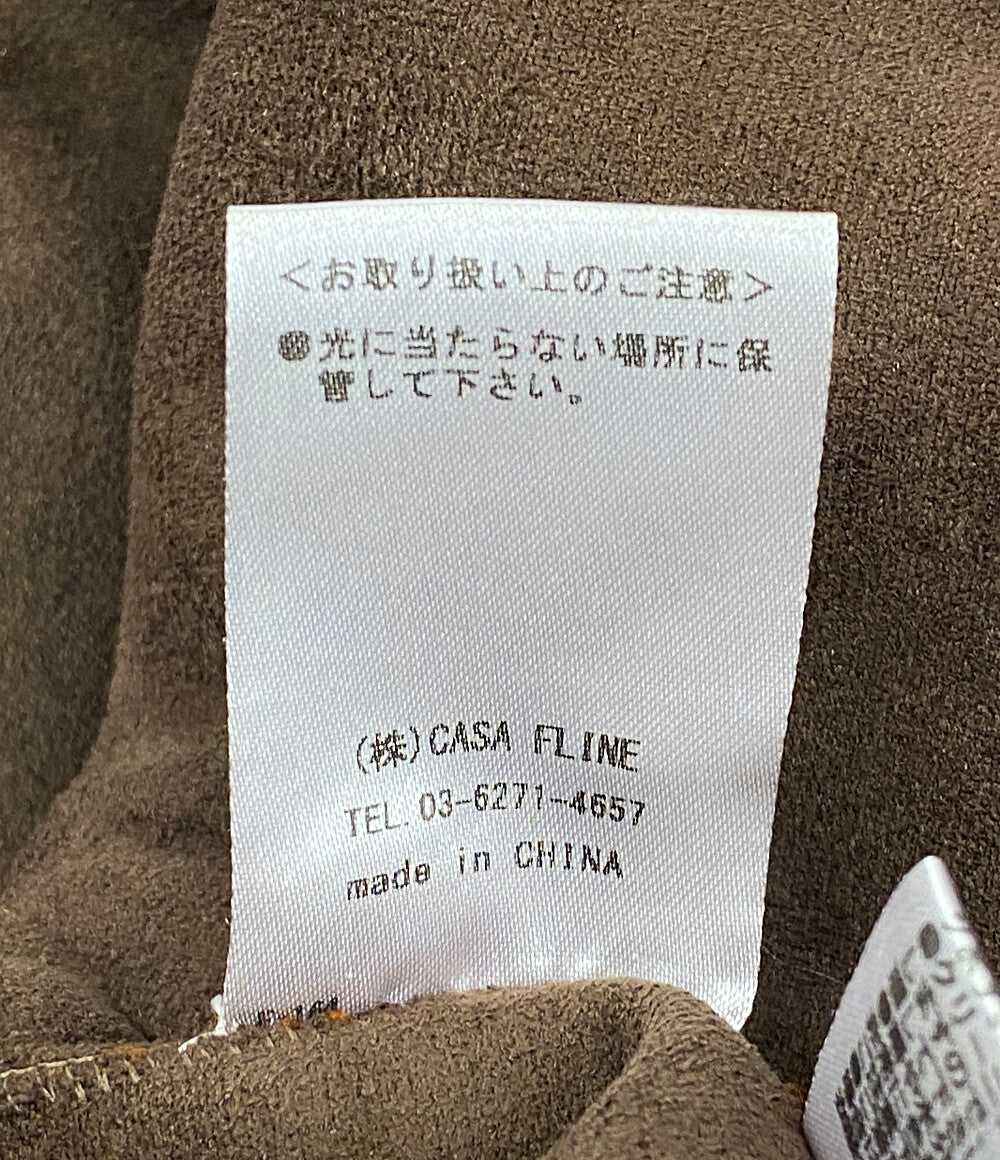 <お取り扱い上のご注意>
●光に当たらない場所に保
管して下さい。
(株)CASA FLINE
TEL.03-6271-4657
made in CHINA